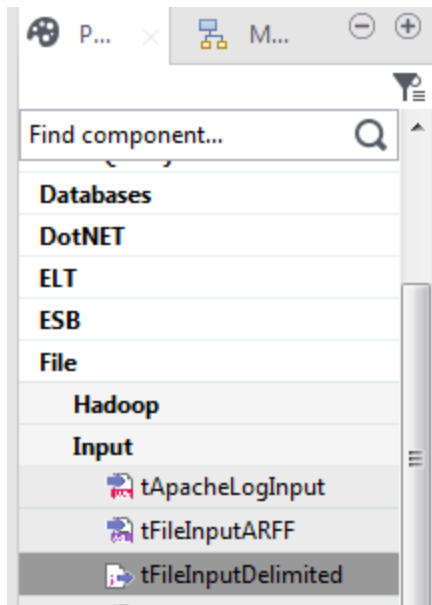 P... M...
Find component...
Databases
DotNET
ELT
ESB
File
Hadoop
Input
tApacheLogInput
tFileInputARFF
tFileInputDelimited